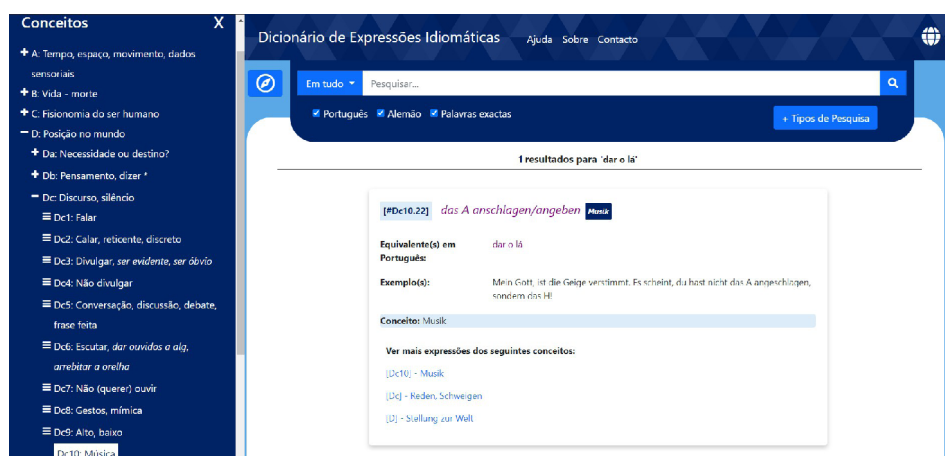 Conceitos X
+ A: Tempo, espaço, movimento, dados
sensoriais
+ B: Vida - morte
+ C: Fisionomia do ser humano
− D: Posição no mundo
+ Da: Necessidade ou destino?
+ Db: Pensamento, dizer *
− Dc: Discurso, silêncio
Dc1: Falar
Dc2: Calar, reticente, discreto
Dc3: Divulgar, ser evidente, ser óbvio
Dc4: Não divulgar
Dc5: Conversação, discussão, debate,
frase feita
Dc6: Escutar, dar ouvidos a alg,
arrebitar a orelha
Dc7: Não (querer) ouvir
Dc8: Gestos, mímica
Dc9: Alto, baixo
Dc10: Música
Dicionário de Expressões Idiomáticas Ajuda Sobre Contacto
Em tudo Pesquisar...
Português Alemão Palavras exactas
+ Tipos de Pesquisa
1 resultados para 'dar o lá'
[#Dc10.22] das A anschlagen/angeben Musik
Equivalente(s) em dar o lá
Português:
Exemplo(s): Mein Gott, ist die Geige verstimmt. Es scheint, du hast nicht das A angeschlagen,
sondern das H!
Conceito: Musik
Ver mais expressões dos seguintes conceitos:
[Dc10] - Musik
[Dc] - Reden, Schweigen
[D] - Stellung zur Welt